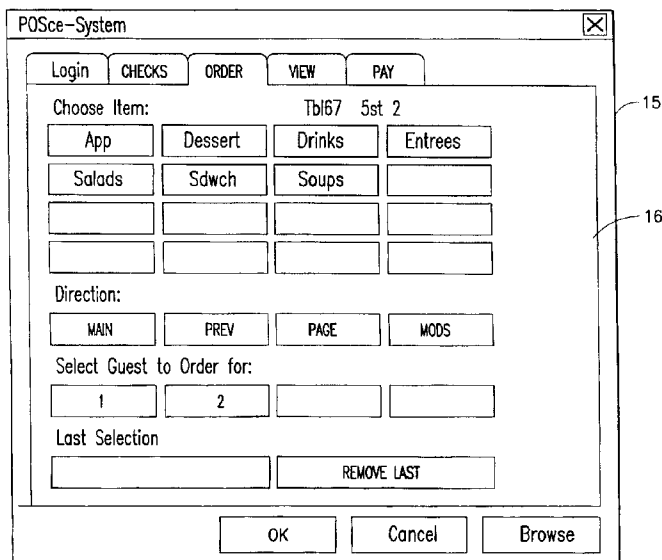 POSce-System
Login CHECKS ORDER VIEW PAY
Choose Item: Tbl67 5st 2
App Dessert Drinks Entrees
Salads Sdwch Soups
Direction:
MAIN PREV PAGE MODS
Select Guest to Order for:
1 2
Last Selection
REMOVE LAST
OK Cancel Browse
15
16